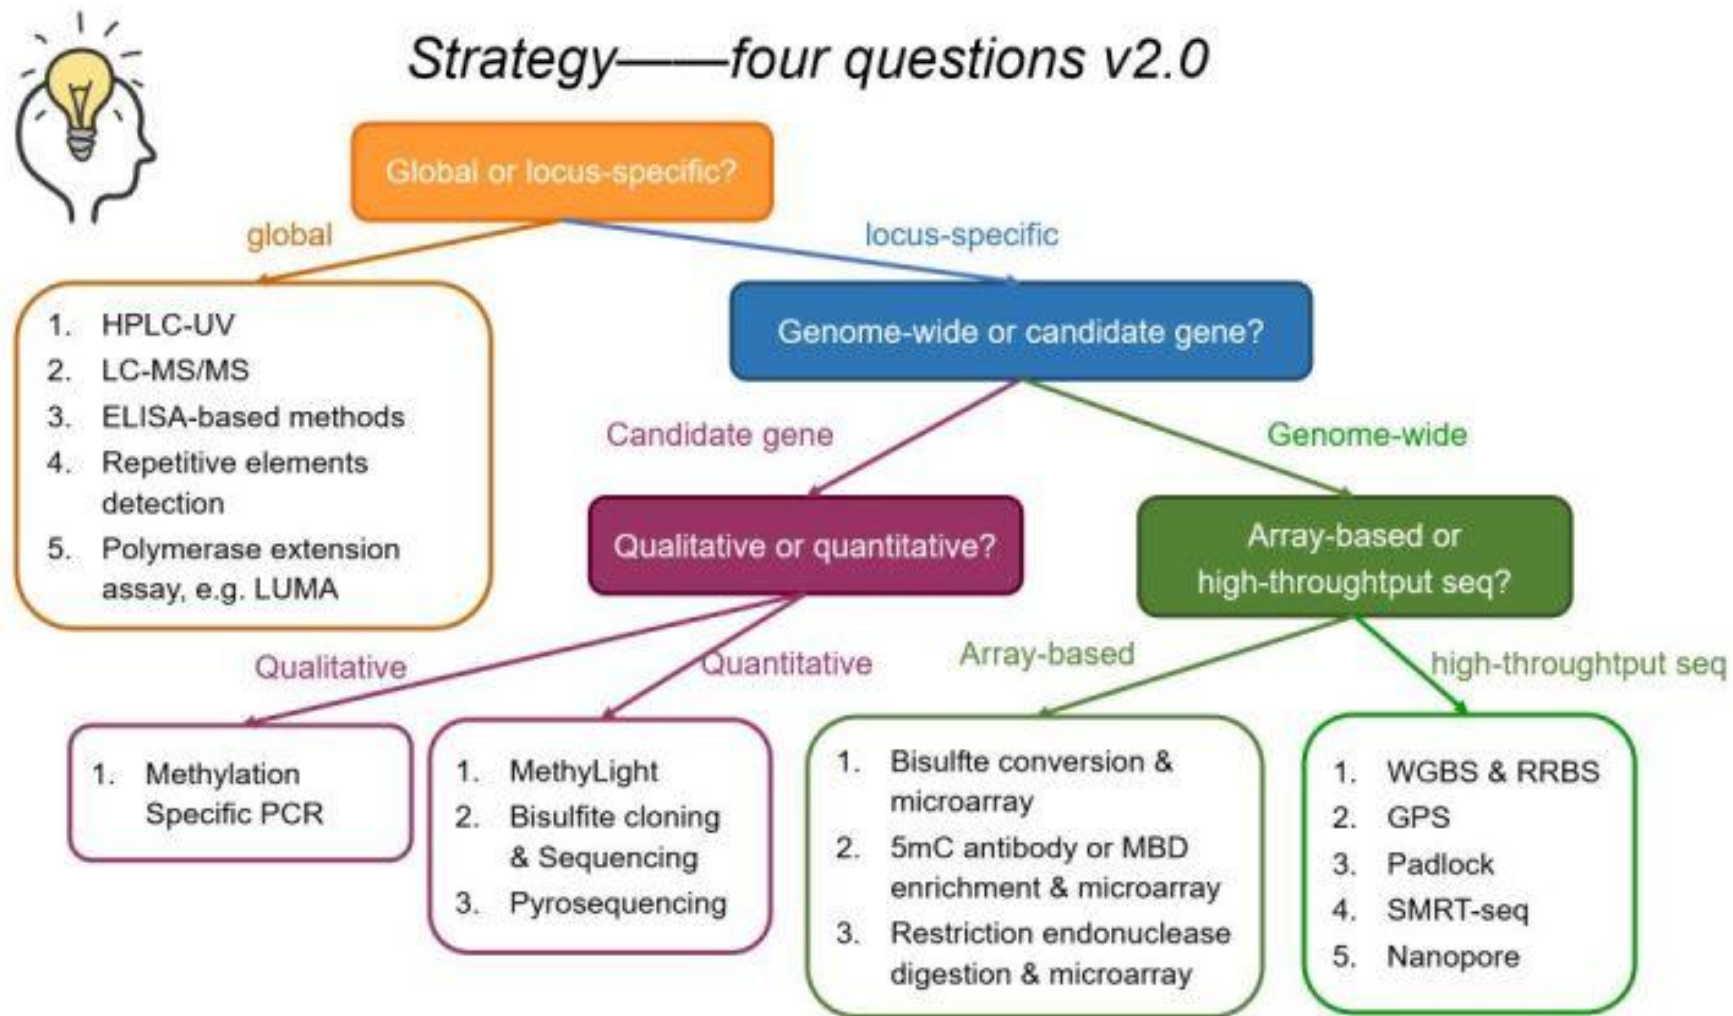 Strategy——four questions v2.0
Global or locus-specific?
global
locus-specific
1. HPLC-UV
2. LC-MS/MS
3. ELISA-based methods
4. Repetitive elements
detection
5. Polymerase extension
assay, e.g. LUMA
Genome-wide or candidate gene?
Candidate gene
Genome-wide
Qualitative or quantitative?
Array-based or
high-throughtput seq?
Qualitative
Quantitative
Array-based
high-throughtput seq
1. Methylation
Specific PCR
1. MethyLight
2. Bisulfite cloning
& Sequencing
3. Pyrosequencing
1. Bisulfte conversion &
microarray
2. 5mC antibody or MBD
enrichment & microarray
3. Restriction endonuclease
digestion & microarray
1. WGBS & RRBS
2. GPS
3. Padlock
4. SMRT-seq
5. Nanopore